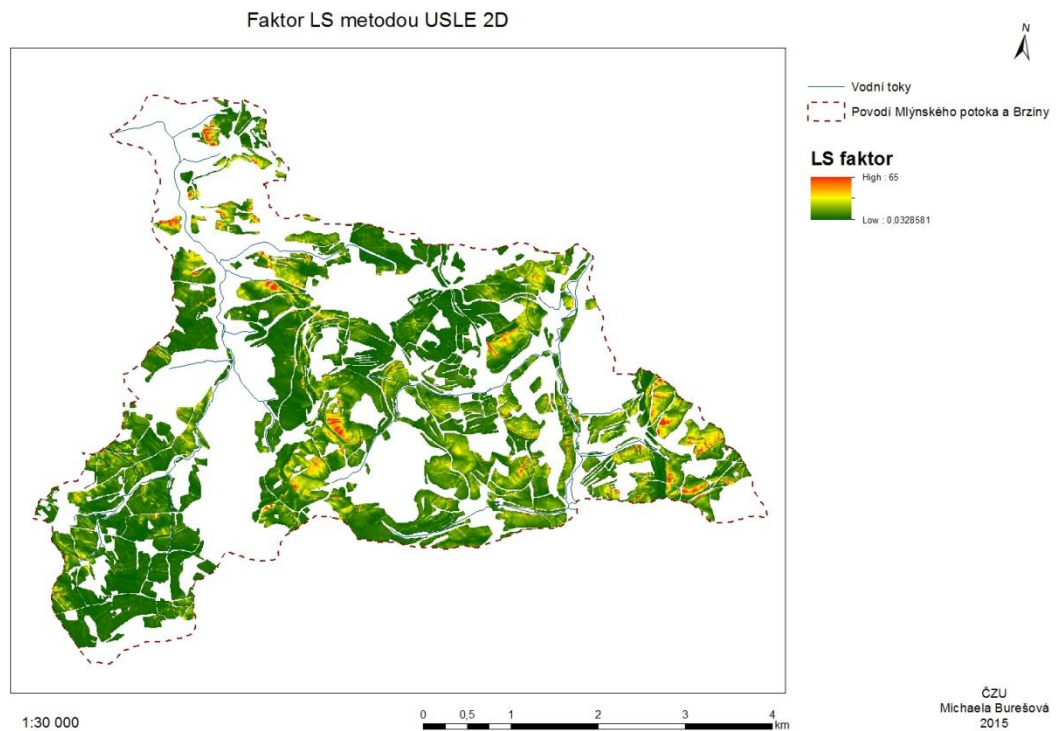 Faktor LS metodou USLE 2D
N
Vodní toky
Povodí Mlýnského potoka a Brziny
LS faktor
High : 65
Low : 0,0328581
1:30 000
0 0,5 1 2 3 4
km
ČZU
Michaela Burešová
2015